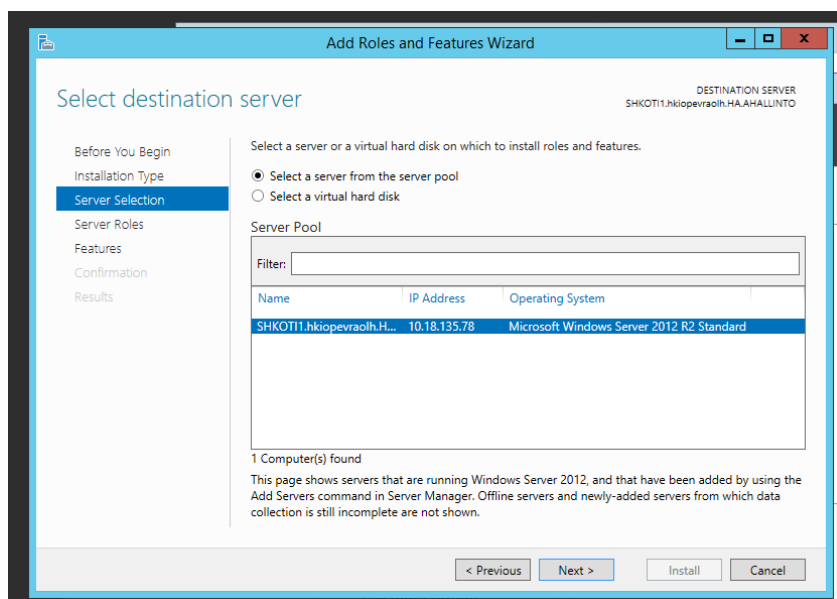 Add Roles and Features Wizard
Select destination server
DESTINATION SERVER
SHKOTI1.hkiopevraolh.HA.AHALLINTO
Before You Begin
Installation Type
Server Selection
Server Roles
Features
Confirmation
Results
Select a server or a virtual hard disk on which to install roles and features.
Select a server from the server pool
Select a virtual hard disk
Server Pool
Filter:
Name IP Address Operating System
SHKOTI1.hkiopevraolh.H... 10.18.135.78 Microsoft Windows Server 2012 R2 Standard
1 Computer(s) found
This page shows servers that are running Windows Server 2012, and that have been added by using the
Add Servers command in Server Manager. Offline servers and newly-added servers from which data
collection is still incomplete are not shown.
< Previous Next > Install Cancel